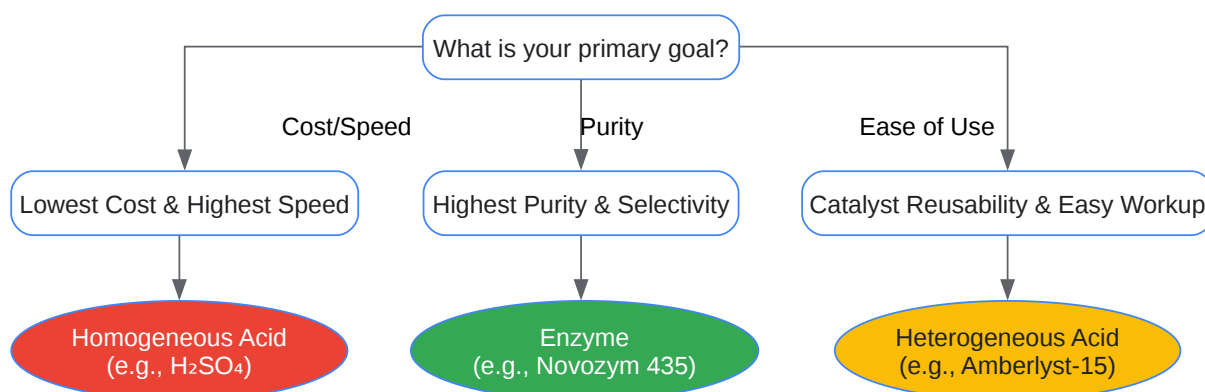 What is your primary goal?
Cost/Speed
Purity
Ease of Use
Lowest Cost & Highest Speed
Highest Purity & Selectivity
Catalyst Reusability & Easy Workup
Homogeneous Acid
(e.g., H₂SO₄)
Enzyme
(e.g., Novozym 435)
Heterogeneous Acid
(e.g., Amberlyst-15)